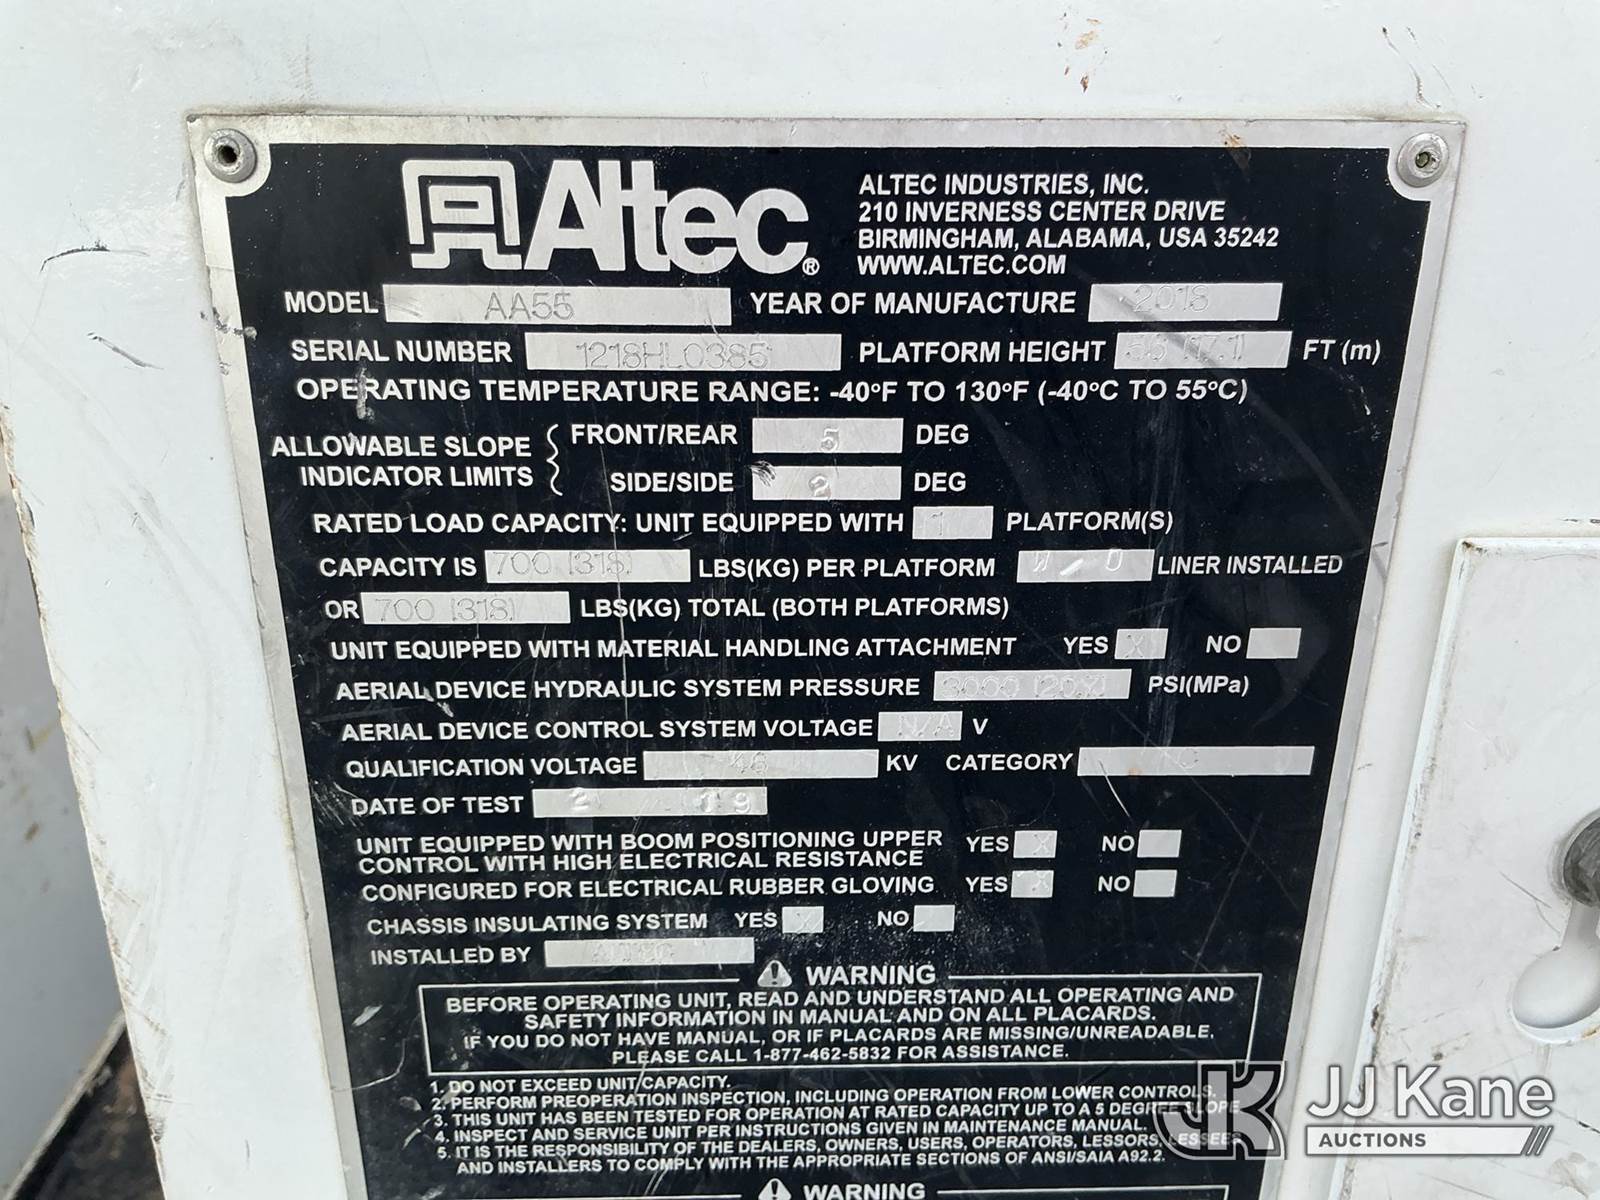 Altec®
ALTEC INDUSTRIES, INC.
210 INVERNESS CENTER DRIVE
BIRMINGHAM, ALABAMA, USA 35242
WWW.ALTEC.COM
MODEL AA55 YEAR OF MANUFACTURE 2018
SERIAL NUMBER 1218HL0385 PLATFORM HEIGHT (17.1) FT (m)
OPERATING TEMPERATURE RANGE: -40°F TO 130°F (-40°C TO 55°C)
ALLOWABLE SLOPE INDICATOR LIMITS { FRONT/REAR 5 DEG
SIDE/SIDE 2 DEG
RATED LOAD CAPACITY: UNIT EQUIPPED WITH 1 PLATFORM(S)
CAPACITY IS 700 (318) LBS(KG) PER PLATFORM W/O LINER INSTALLED
OR 700 (318) LBS(KG) TOTAL (BOTH PLATFORMS)
UNIT EQUIPPED WITH MATERIAL HANDLING ATTACHMENT YES X NO
AERIAL DEVICE HYDRAULIC SYSTEM PRESSURE 3000 (20.7) PSI(MPa)
AERIAL DEVICE CONTROL SYSTEM VOLTAGE N/A V
QUALIFICATION VOLTAGE 46 KV CATEGORY
DATE OF TEST 2 / 19
UNIT EQUIPPED WITH BOOM POSITIONING UPPER YES X NO
CONTROL WITH HIGH ELECTRICAL RESISTANCE
CONFIGURED FOR ELECTRICAL RUBBER GLOVING YES X NO
CHASSIS INSULATING SYSTEM YES X NO
INSTALLED BY
WARNING
BEFORE OPERATING UNIT, READ AND UNDERSTAND ALL OPERATING AND
SAFETY INFORMATION IN MANUAL AND ON ALL PLACARDS.
IF YOU DO NOT HAVE MANUAL, OR IF PLACARDS ARE MISSING/UNREADABLE,
PLEASE CALL 1-877-462-5832 FOR ASSISTANCE.
1. DO NOT EXCEED UNIT CAPACITY.
2. PERFORM PREOPERATION INSPECTION, INCLUDING OPERATION FROM LOWER CONTROLS.
3. THIS UNIT HAS BEEN TESTED FOR OPERATION AT RATED CAPACITY UP TO A 5 DEGREE SLOPE
4. INSPECT AND SERVICE UNIT PER INSTRUCTIONS GIVEN IN MAINTENANCE MANUAL.
5. IT IS THE RESPONSIBILITY OF THE DEALERS, OWNERS, USERS, OPERATORS, LESSORS, LESSEES
AND INSTALLERS TO COMPLY WITH THE APPROPRIATE SECTIONS OF ANSI/SAIA A92.2.
WARNING
JK JJ Kane
AUCTIONS